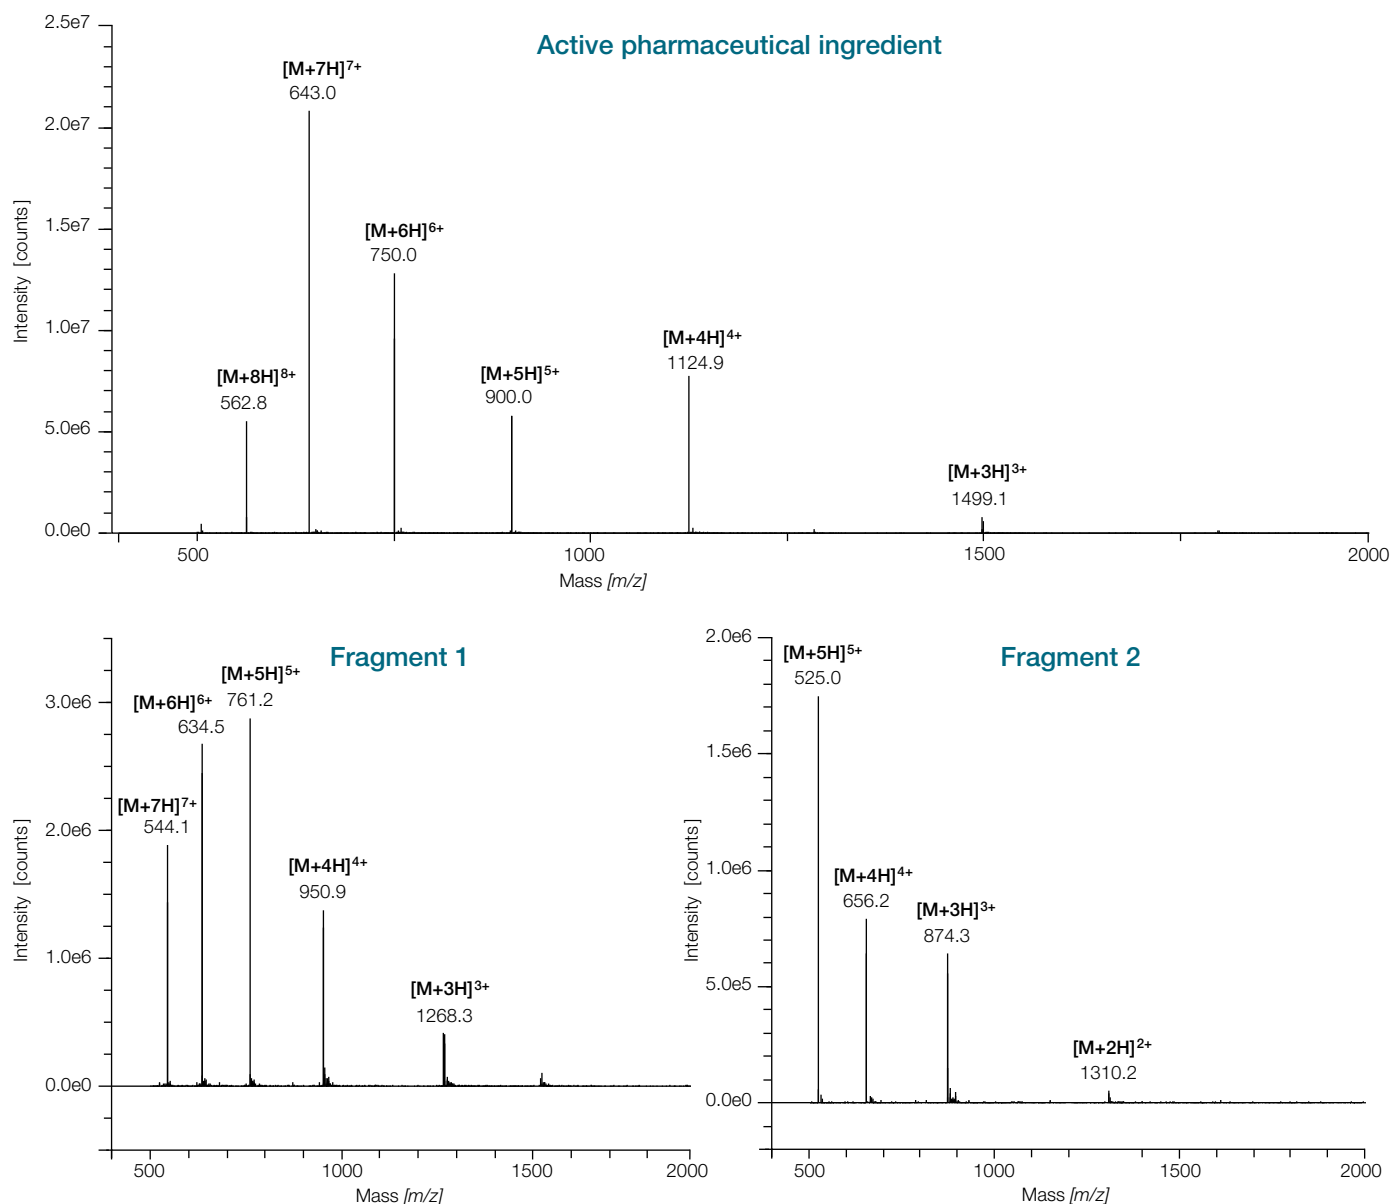 Active pharmaceutical ingredient
Intensity [counts]
2.5e7
2.0e7
1.5e7
1.0e7
5.0e6
0.0e0
[M+8H]8+
562.8
[M+7H]7+
643.0
[M+6H]6+
750.0
[M+5H]5+
900.0
[M+4H]4+
1124.9
[M+3H]3+
1499.1
500 1000 1500 2000
Mass [m/z]
Fragment 1
Intensity [counts]
3.0e6
2.0e6
1.0e6
0.0e0
[M+7H]7+
544.1
[M+6H]6+
634.5
[M+5H]5+
761.2
[M+4H]4+
950.9
[M+3H]3+
1268.3
500 1000 1500 2000
Mass [m/z]
Fragment 2
Intensity [counts]
2.0e6
1.5e6
1.0e6
5.0e5
0.0e0
[M+5H]5+
525.0
[M+4H]4+
656.2
[M+3H]3+
874.3
[M+2H]2+
1310.2
500 1000 1500 2000
Mass [m/z]